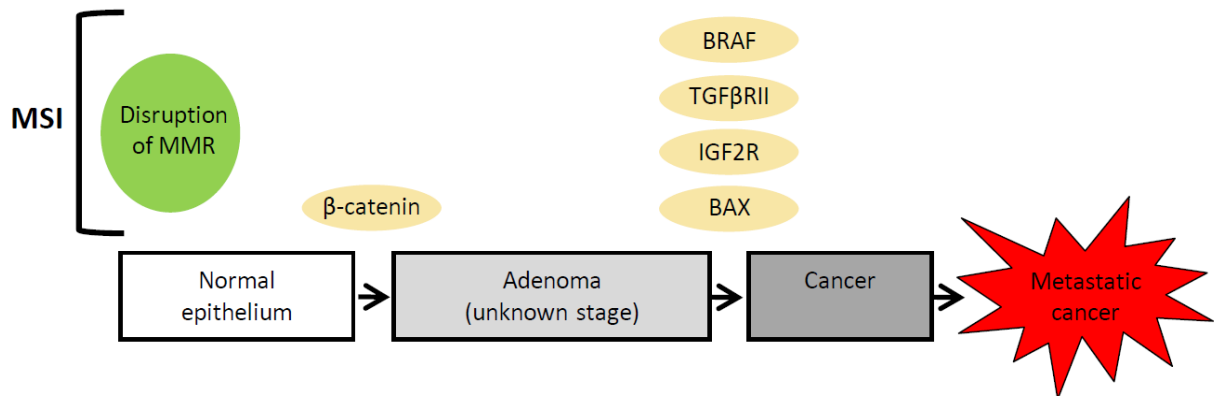 MSI
Disruption
of MMR
β-catenin
BRAF
TGFβRII
IGF2R
BAX
Normal
epithelium
Adenoma
(unknown stage)
Cancer
Metastatic
cancer